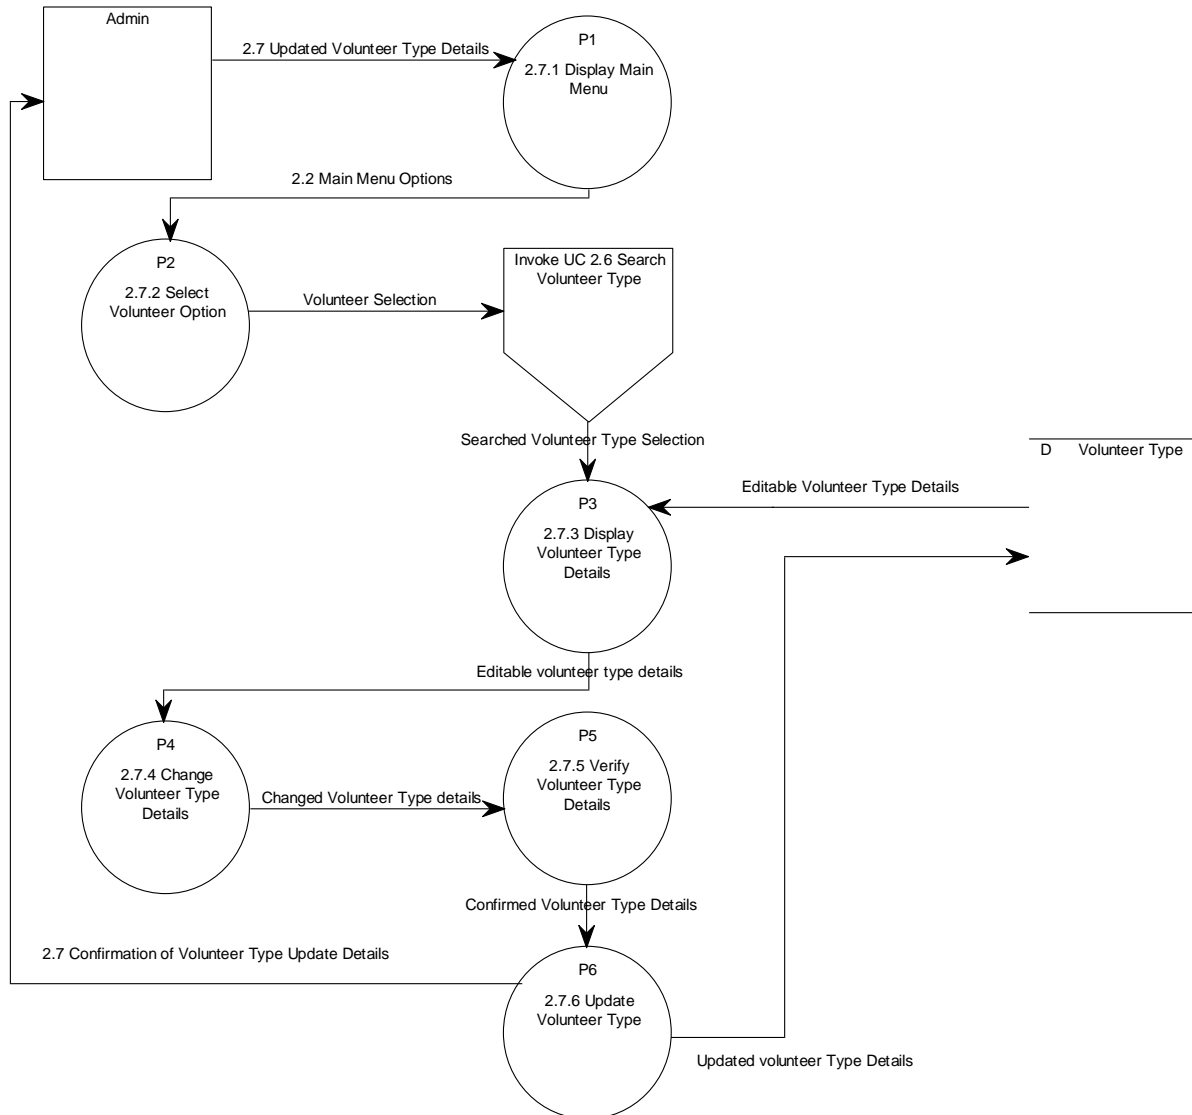 Admin
2.7 Updated Volunteer Type Details
P1
2.7.1 Display Main
Menu
2.2 Main Menu Options
P2
2.7.2 Select
Volunteer Option
Volunteer Selection
Invoke UC 2.6 Search
Volunteer Type
Searched Volunteer Type Selection
D Volunteer Type
Editable Volunteer Type Details
P3
2.7.3 Display
Volunteer Type
Details
Editable volunteer type details
P4
2.7.4 Change
Volunteer Type
Details
Changed Volunteer Type details
P5
2.7.5 Verify
Volunteer Type
Details
Confirmed Volunteer Type Details
2.7 Confirmation of Volunteer Type Update Details
P6
2.7.6 Update
Volunteer Type
Updated volunteer Type Details